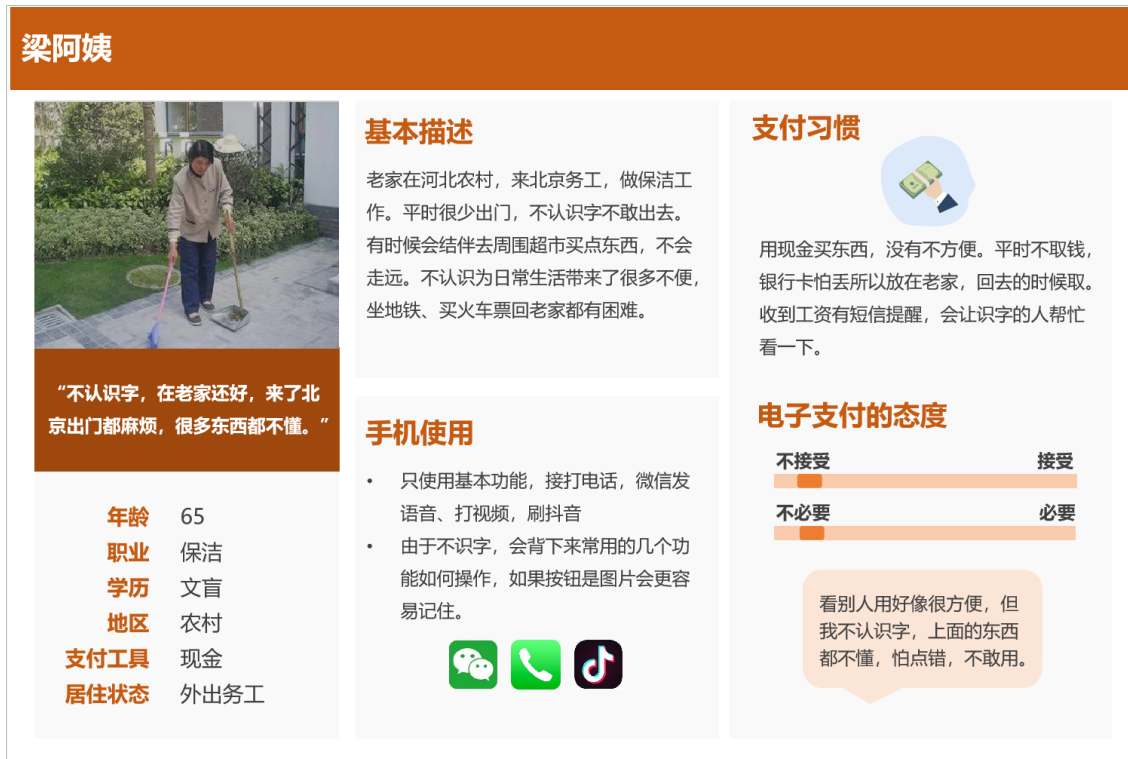 梁阿姨
“不认识字，在老家还好，来了北
京出门都麻烦，很多东西都不懂。”
年龄 65
职业 保洁
学历 文盲
地区 农村
支付工具 现金
居住状态 外出务工
基本描述
老家在河北农村，来北京务工，做保洁工
作。平时很少出门，不认识字不敢出去。
有时候会结伴去周围超市买点东西，不会
走远。不认识为日常生活带来了很多不便，
坐地铁、买火车票回老家都有困难。
手机使用
• 只使用基本功能，接打电话，微信发
语音、打视频，刷抖音
• 由于不识字，会背下来常用的几个功
能如何操作，如果按钮是图片会更容
易记住。
支付习惯
用现金买东西，没有不方便。平时不取钱，
银行卡怕丢所以放在老家，回去的时候取。
收到工资有短信提醒，会让识字的人帮忙
看一下。
电子支付的态度
不接受 接受
不必要 必要
看别人用好像很方便，但
我不认识字，上面的东西
都不懂，怕点错，不敢用。